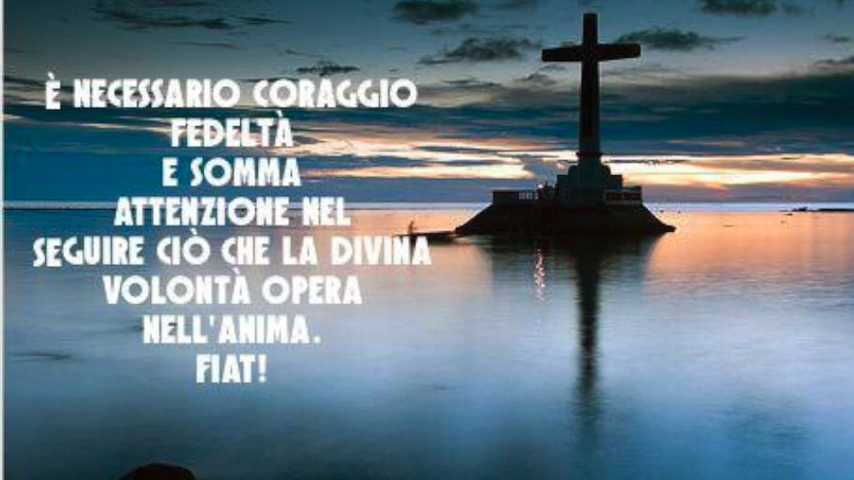 È NECESSARIO CORAGGIO
FEDELTÀ
E SOMMA
ATTENZIONE NEL
SEGUIRE CIÒ CHE LA DIVINA
VOLONTÀ OPERA
NELL'ANIMA.
FIAT!